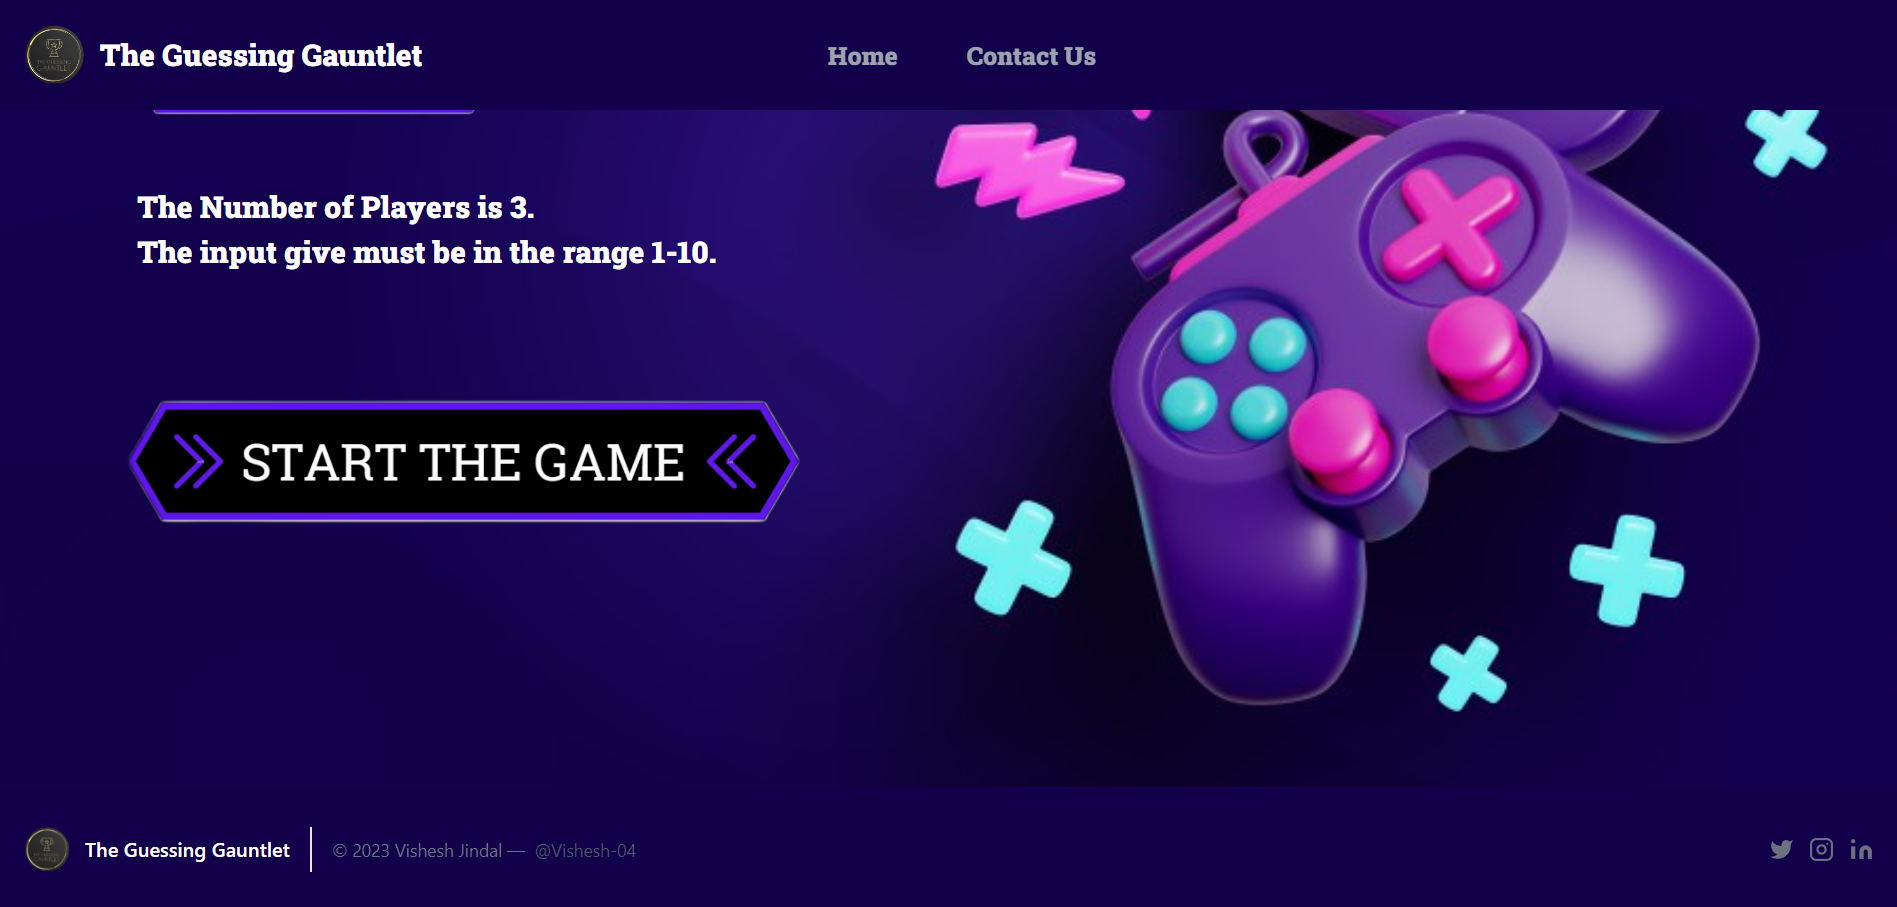 The Guessing Gauntlet
Home
Contact Us
The Number of Players is 3.
The input give must be in the range 1-10.
START THE GAME
The Guessing Gauntlet
© 2023 Vishesh Jindal — @Vishesh-04